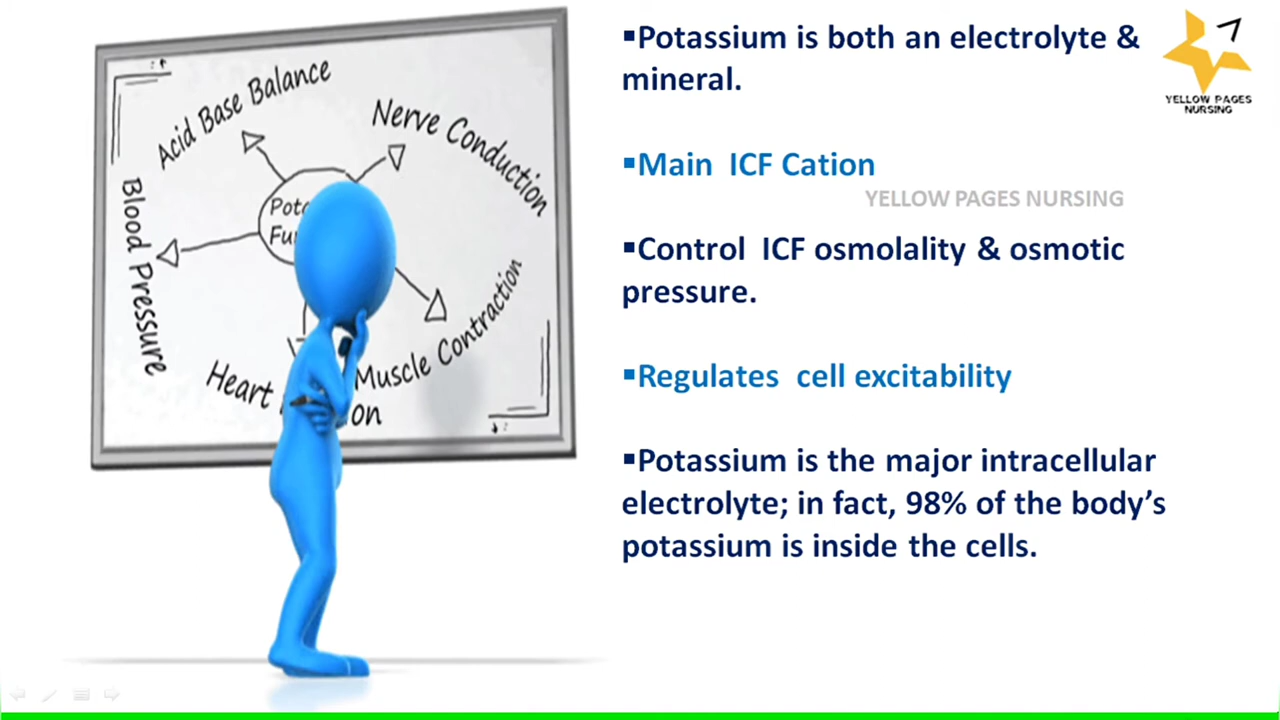 Acid Base Balance
Nerve Conduction
Blood Pressure
Muscle Contraction
Heart
▪Potassium is both an electrolyte &
mineral.
▪Main ICF Cation
YELLOW PAGES NURSING
▪Control ICF osmolality & osmotic
pressure.
▪Regulates cell excitability
▪Potassium is the major intracellular
electrolyte; in fact, 98% of the body’s
potassium is inside the cells.
YELLOW PAGES
NURSING